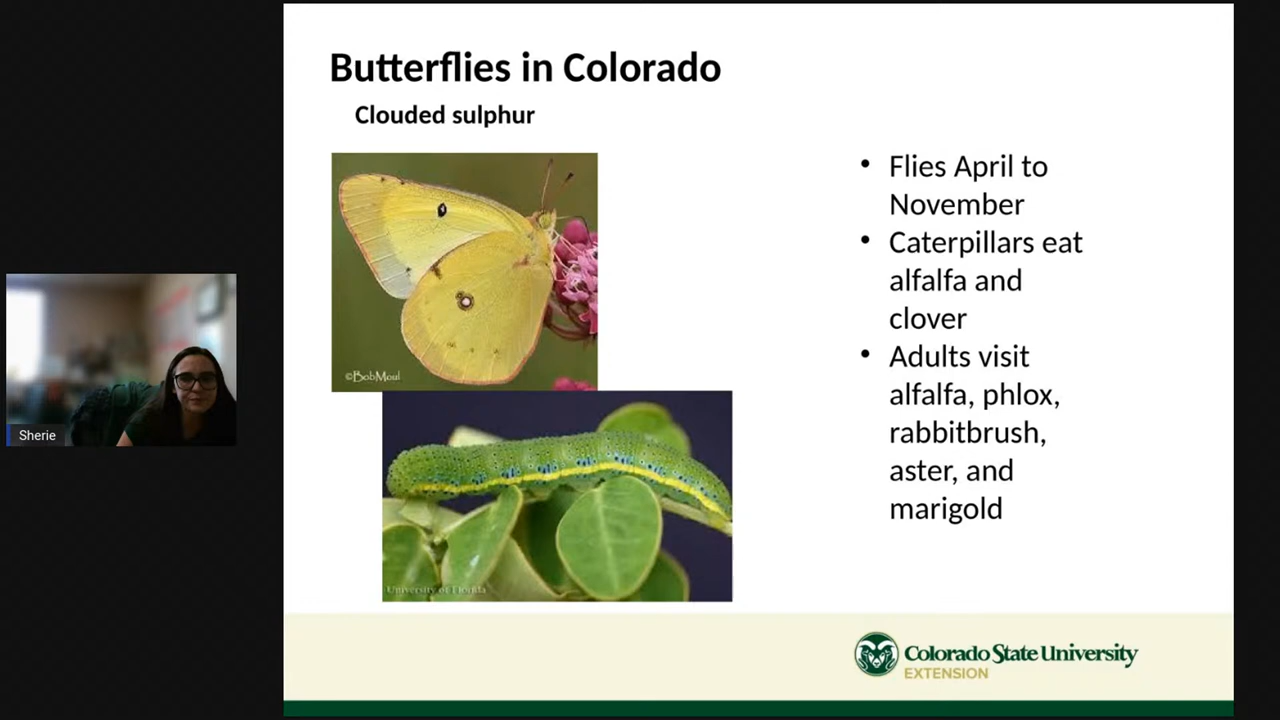 Butterflies in Colorado
Clouded sulphur
©BobMoul
University of Florida
• Flies April to
November
• Caterpillars eat
alfalfa and
clover
• Adults visit
alfalfa, phlox,
rabbitbrush,
aster, and
marigold
Sherie
Colorado State University
EXTENSION